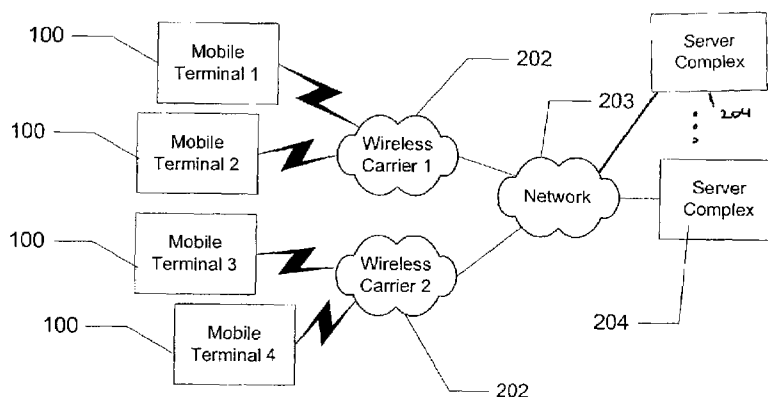 100
Mobile
Terminal 1
100
Mobile
Terminal 2
100
Mobile
Terminal 3
100
Mobile
Terminal 4
202
Wireless
Carrier 1
Wireless
Carrier 2
202
203
Network
Server
Complex
204
Server
Complex
204